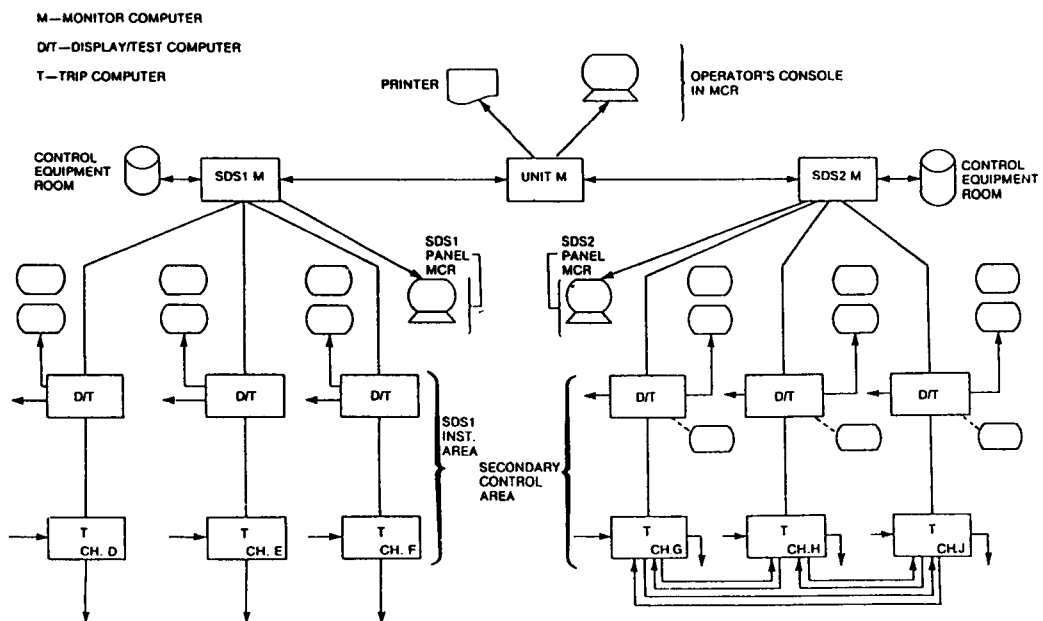 M—MONITOR COMPUTER
D/T—DISPLAY/TEST COMPUTER
T—TRIP COMPUTER
PRINTER
OPERATOR'S CONSOLE
IN MCR
CONTROL
EQUIPMENT
ROOM
SDS1 M
UNIT M
SDS2 M
CONTROL
EQUIPMENT
ROOM
SDS1
PANEL
MCR
SDS2
PANEL
MCR
D/T
D/T
D/T
D/T
D/T
D/T
SDS1
INST.
AREA
SECONDARY
CONTROL
AREA
T
CH. D
T
CH. E
T
CH. F
T
CH.G
T
CH.H
T
CH.J